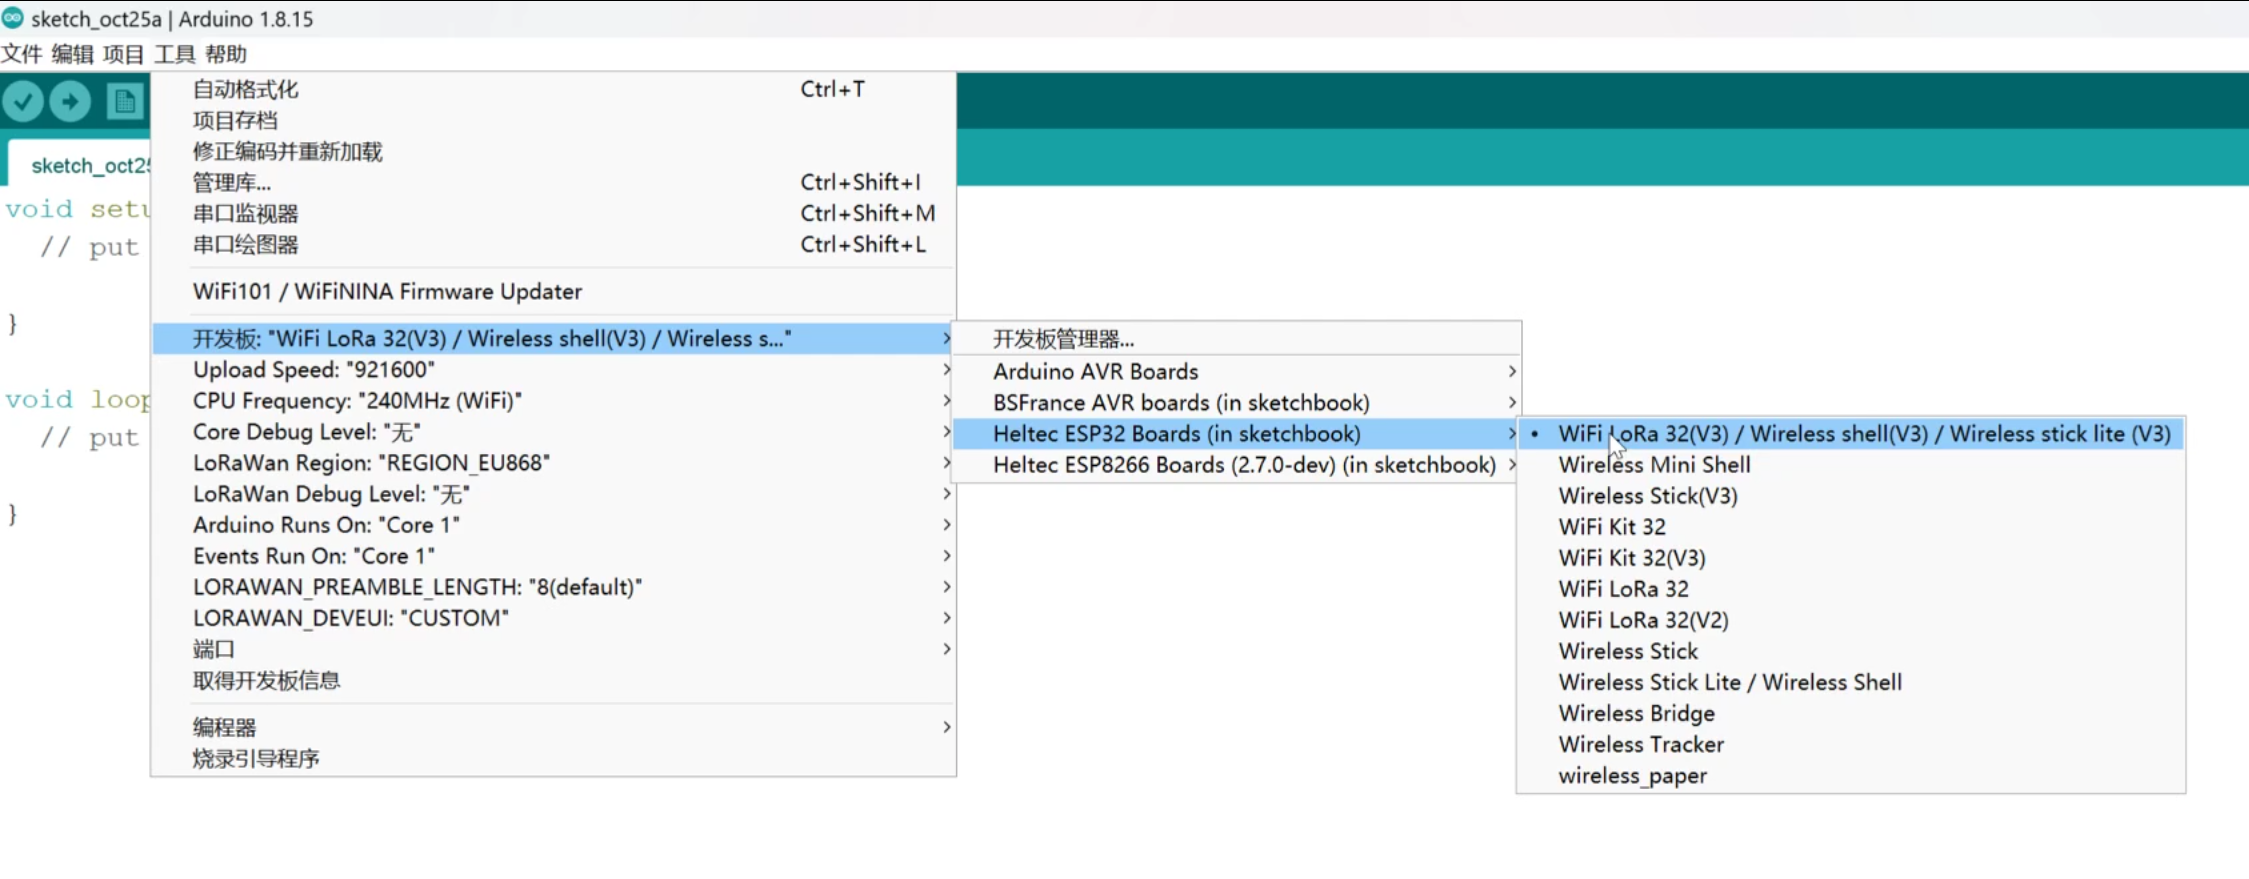 sketch_oct25a | Arduino 1.8.15
文件 编辑 项目 工具 帮助
sketch_oct25
void setu
// put
}
void loop
// put
}
自动格式化 Ctrl+T
项目存档
修正编码并重新加载
管理库... Ctrl+Shift+I
串口监视器 Ctrl+Shift+M
串口绘图器 Ctrl+Shift+L
WiFi101 / WiFiNINA Firmware Updater
开发板: "WiFi LoRa 32(V3) / Wireless shell(V3) / Wireless s..."
Upload Speed: "921600"
CPU Frequency: "240MHz (WiFi)"
Core Debug Level: "无"
LoRaWan Region: "REGION_EU868"
LoRaWan Debug Level: "无"
Arduino Runs On: "Core 1"
Events Run On: "Core 1"
LORAWAN_PREAMBLE_LENGTH: "8(default)"
LORAWAN_DEVEUI: "CUSTOM"
端口
取得开发板信息
编程器
烧录引导程序
开发板管理器...
Arduino AVR Boards
BSFrance AVR boards (in sketchbook)
Heltec ESP32 Boards (in sketchbook)
Heltec ESP8266 Boards (2.7.0-dev) (in sketchbook)
WiFi LoRa 32(V3) / Wireless shell(V3) / Wireless stick lite (V3)
Wireless Mini Shell
Wireless Stick(V3)
WiFi Kit 32
WiFi Kit 32(V3)
WiFi LoRa 32
WiFi LoRa 32(V2)
Wireless Stick
Wireless Stick Lite / Wireless Shell
Wireless Bridge
Wireless Tracker
wireless_paper